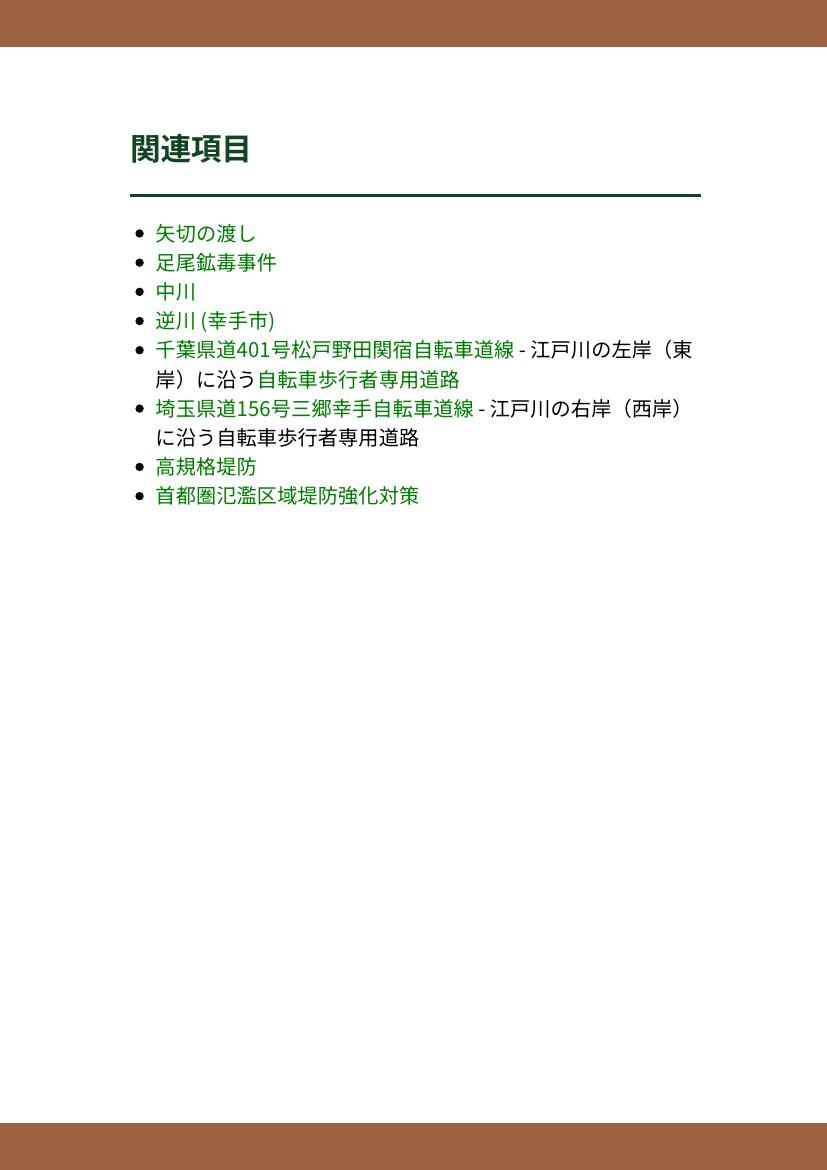 関連項目
矢切の渡し
足尾鉱毒事件
中川
逆川 (幸手市)
千葉県道401号松戸野田関宿自転車道線 - 江戸川の左岸（東
岸）に沿う自転車歩行者専用道路
埼玉県道156号三郷幸手自転車道線 - 江戸川の右岸（西岸）
に沿う自転車歩行者専用道路
高規格堤防
首都圏氾濫区域堤防強化対策